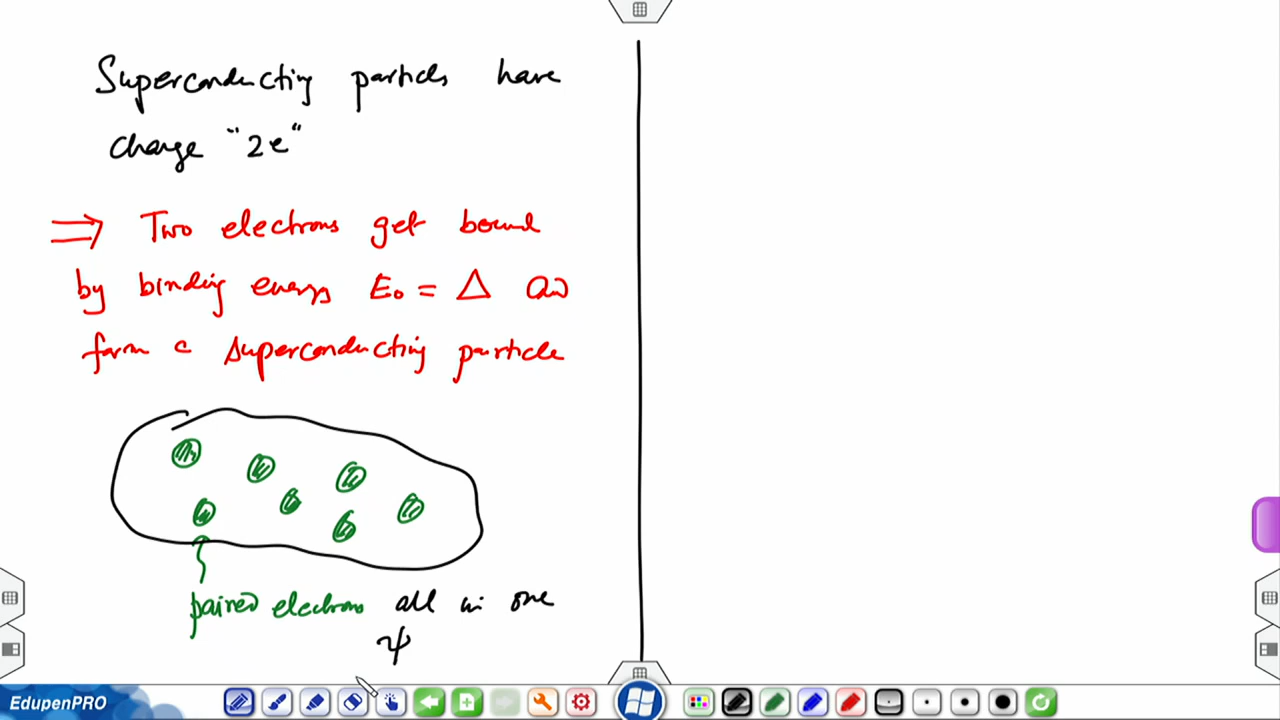 Superconducting particles have
charge "2e"
⇒ Two electrons get bound
by binding energy E₀ = Δ and
form a superconducting particle
paired electrons all in one
ψ
EdupenPRO